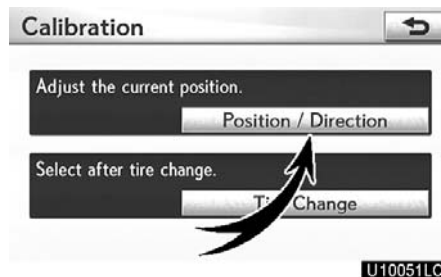 Calibration
Adjust the current position.
Position / Direction
Select after tire change.
Change
U10051LC